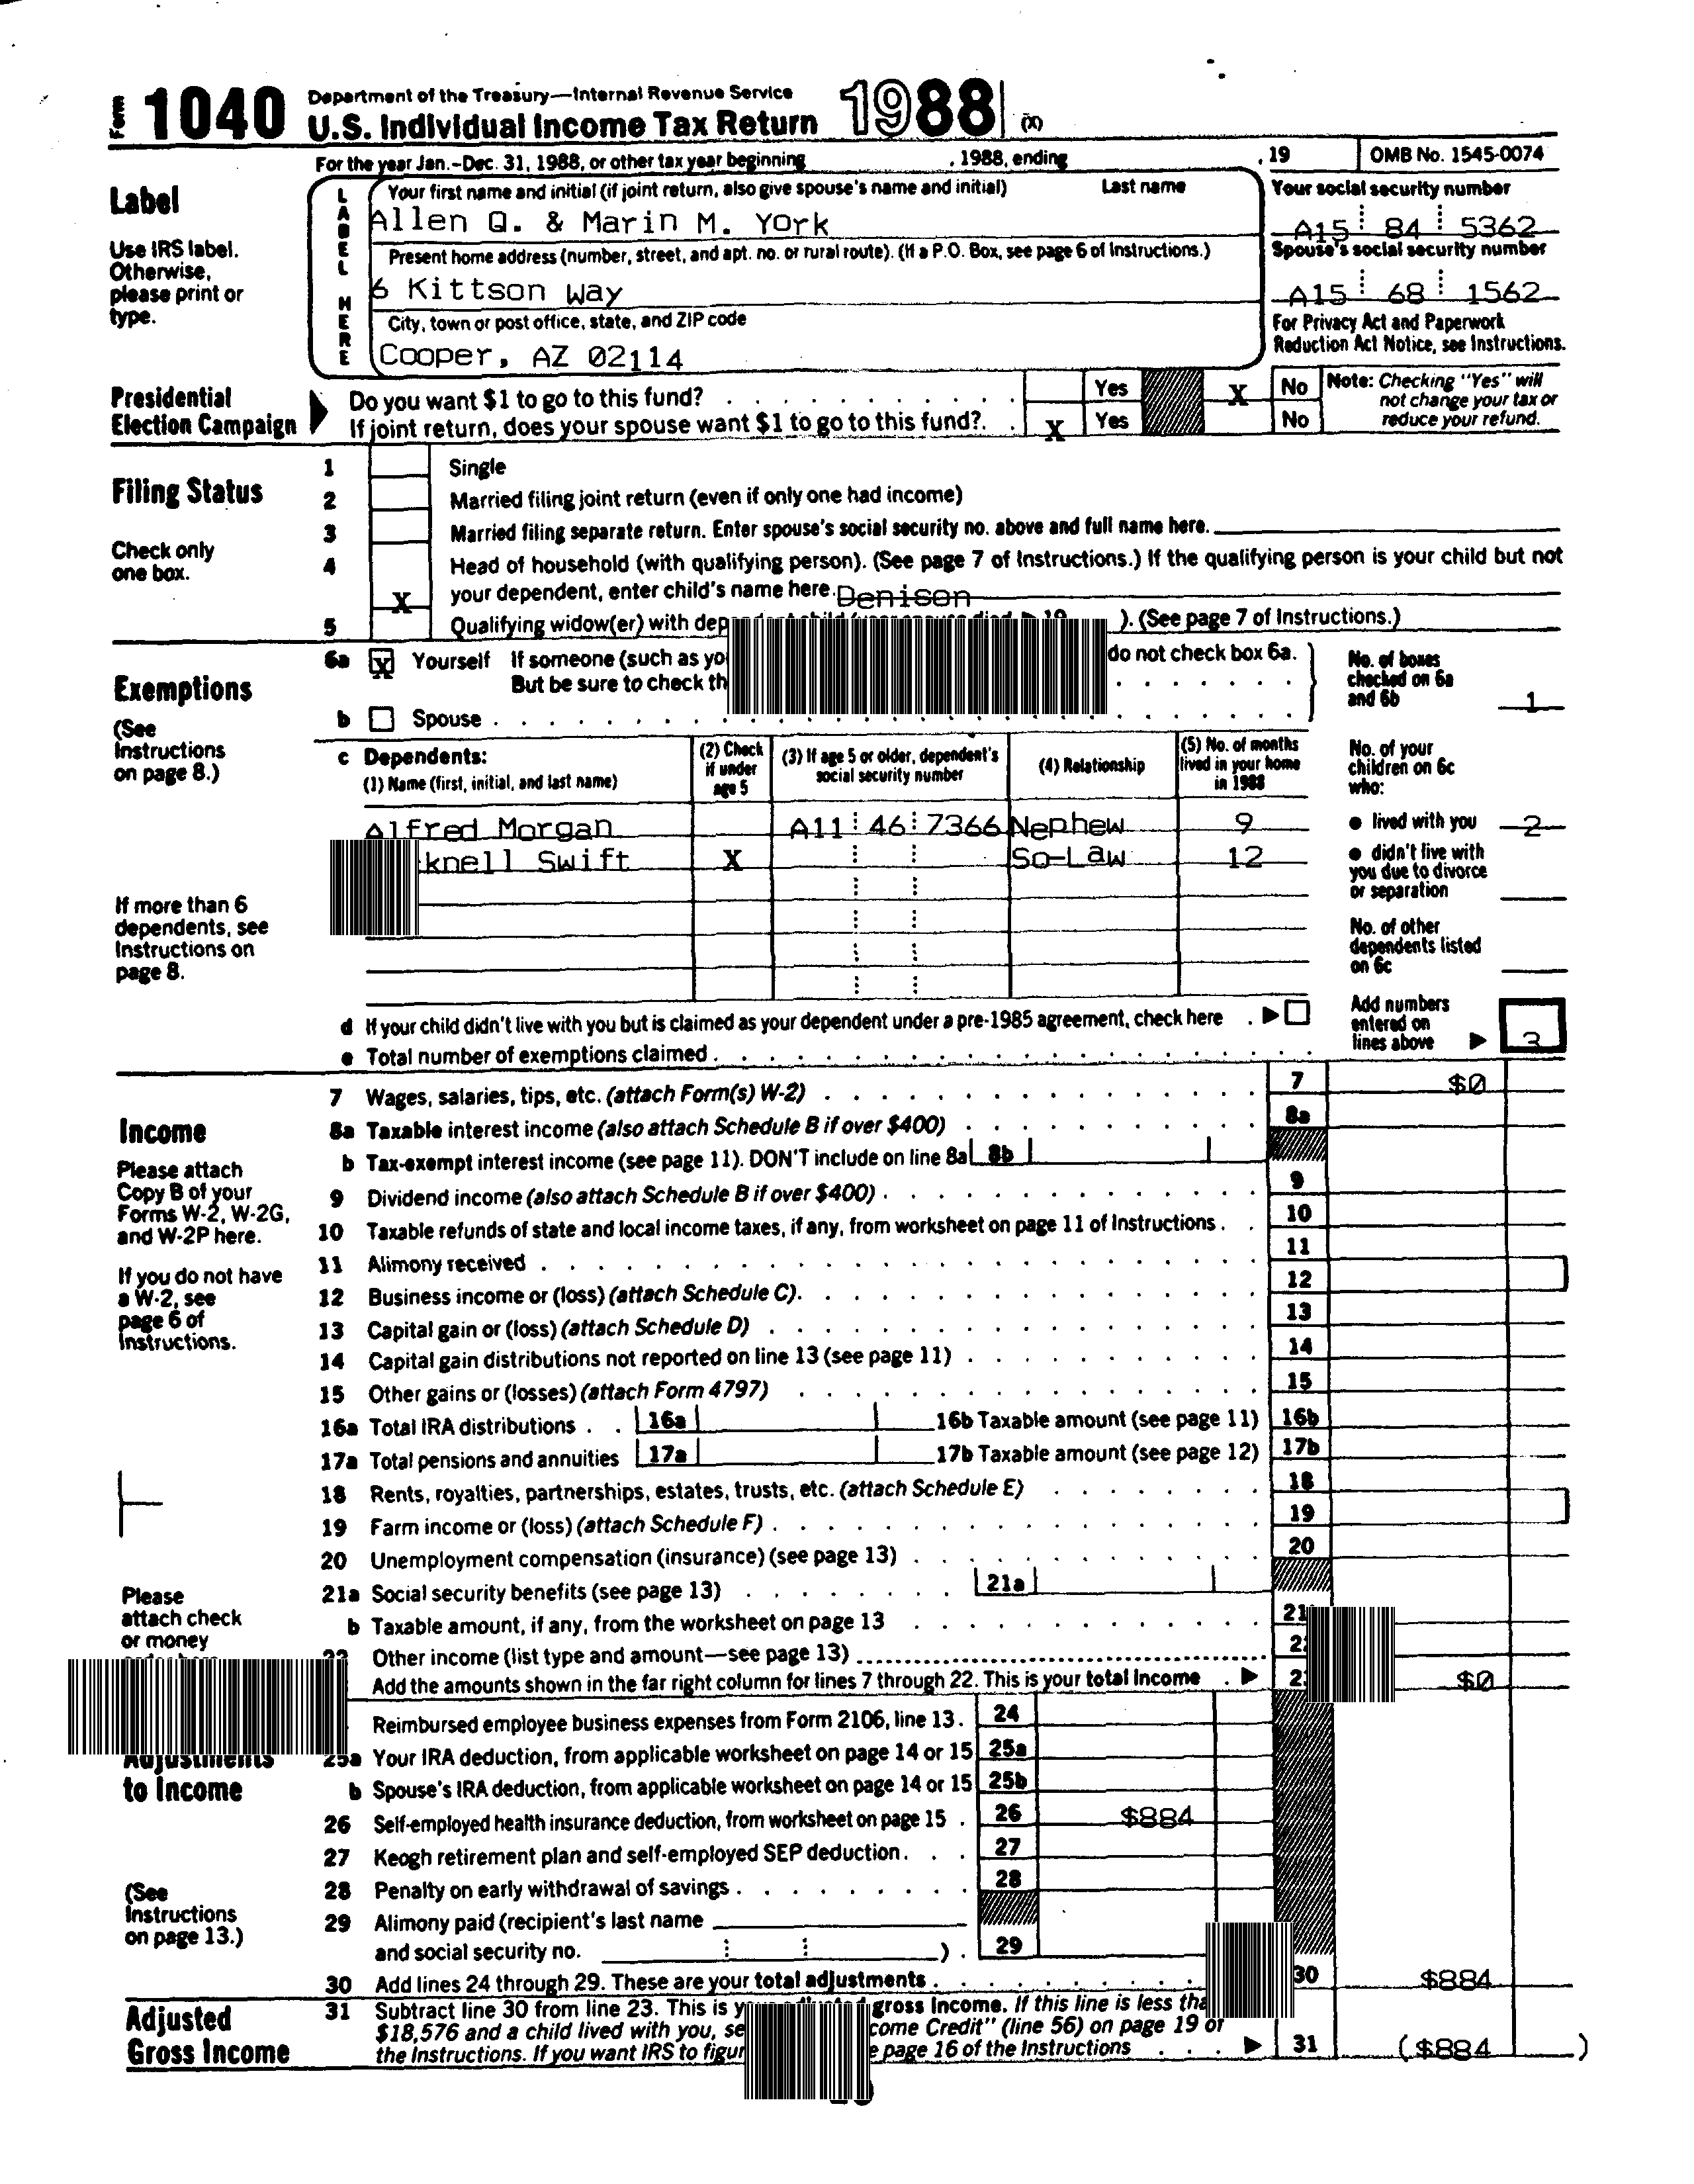 Form 1040 Department of the Treasury—Internal Revenue Service
U.S. Individual Income Tax Return 1988 (X)
For the year Jan.–Dec. 31, 1988, or other tax year beginning , 1988, ending , 19 OMB No. 1545-0074
Label
Use IRS label.
Otherwise,
please print or
type.
LABEL HERE
Your first name and initial (if joint return, also give spouse's name and initial) Last name
Allen Q. & Marin M. York
Present home address (number, street, and apt. no. or rural route). (If a P.O. Box, see page 6 of Instructions.)
6 Kittson Way
City, town or post office, state, and ZIP code
Cooper, AZ 02114
Your social security number
A15 84 5362
Spouse's social security number
A15 68 1562
For Privacy Act and Paperwork
Reduction Act Notice, see Instructions.
Presidential
Election Campaign
Do you want $1 to go to this fund? Yes X No
If joint return, does your spouse want $1 to go to this fund? X Yes No
Note: Checking "Yes" will
not change your tax or
reduce your refund.
Filing Status
Check only
one box.
1 Single
2 Married filing joint return (even if only one had income)
3 Married filing separate return. Enter spouse's social security no. above and full name here.
4 Head of household (with qualifying person). (See page 7 of Instructions.) If the qualifying person is your child but not
X your dependent, enter child's name here. Denison
5 Qualifying widow(er) with ). (See page 7 of Instructions.)
Exemptions
(See
Instructions
on page 8.)
If more than 6
dependents, see
Instructions on
page 8.
6a X Yourself If someone (such as do not check box 6a.
But be sure to check
b Spouse
No. of boxes
checked on 6a
and 6b 1
c Dependents:
(1) Name (first, initial, and last name)
(2) Check
if under
age 5
(3) If age 5 or older, dependent's
social security number
(4) Relationship
(5) No. of months
lived in your home
in 1988
Alfred Morgan A11 46 7366 Nephew 9
knell Swift X So-Law 12
No. of your
children on 6c
who:
● lived with you 2
● didn't live with
you due to divorce
or separation
No. of other
dependents listed
on 6c
d If your child didn't live with you but is claimed as your dependent under a pre-1985 agreement, check here
e Total number of exemptions claimed
Add numbers
entered on
lines above 3
Income
Please attach
Copy B of your
Forms W-2, W-2G,
and W-2P here.
If you do not have
a W-2, see
page 6 of
Instructions.
Please
attach check
or money
7 Wages, salaries, tips, etc. (attach Form(s) W-2) 7 $0
8a Taxable interest income (also attach Schedule B if over $400) 8a
b Tax-exempt interest income (see page 11). DON'T include on line 8a 8b
9 Dividend income (also attach Schedule B if over $400) 9
10 Taxable refunds of state and local income taxes, if any, from worksheet on page 11 of Instructions 10
11 Alimony received 11
12 Business income or (loss) (attach Schedule C) 12
13 Capital gain or (loss) (attach Schedule D) 13
14 Capital gain distributions not reported on line 13 (see page 11) 14
15 Other gains or (losses) (attach Form 4797) 15
16a Total IRA distributions 16a 16b Taxable amount (see page 11) 16b
17a Total pensions and annuities 17a 17b Taxable amount (see page 12) 17b
18 Rents, royalties, partnerships, estates, trusts, etc. (attach Schedule E) 18
19 Farm income or (loss) (attach Schedule F) 19
20 Unemployment compensation (insurance) (see page 13) 20
21a Social security benefits (see page 13) 21a
b Taxable amount, if any, from the worksheet on page 13 21
Other income (list type and amount—see page 13)
Add the amounts shown in the far right column for lines 7 through 22. This is your total income $0
Adjustments
to Income
(See
Instructions
on page 13.)
Reimbursed employee business expenses from Form 2106, line 13. 24
25a Your IRA deduction, from applicable worksheet on page 14 or 15 25a
b Spouse's IRA deduction, from applicable worksheet on page 14 or 15 25b
26 Self-employed health insurance deduction, from worksheet on page 15 26 $884
27 Keogh retirement plan and self-employed SEP deduction 27
28 Penalty on early withdrawal of savings 28
29 Alimony paid (recipient's last name
and social security no. ). 29
30 Add lines 24 through 29. These are your total adjustments 30 $884
Adjusted
Gross Income
31 Subtract line 30 from line 23. This is gross income. If this line is less
$18,576 and a child lived with you, come Credit" (line 56) on page 19 of
the Instructions. If you want IRS to page 16 of the Instructions 31 ($884)